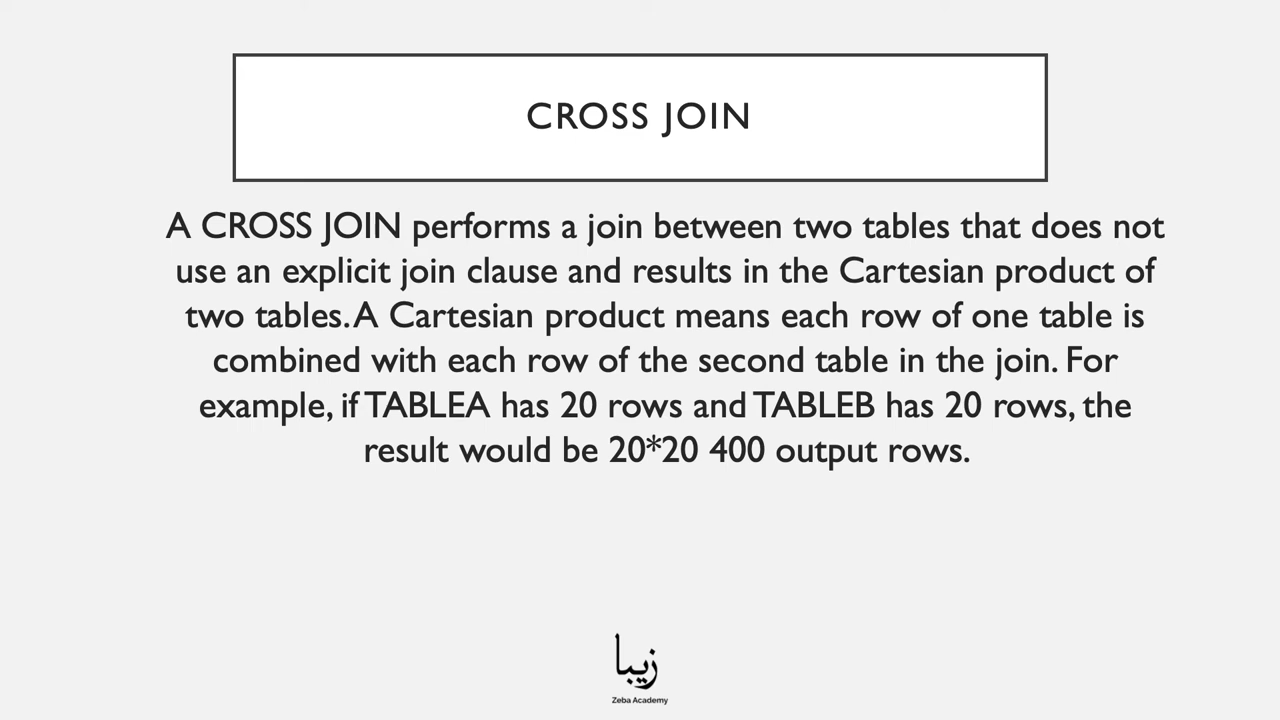 CROSS JOIN
A CROSS JOIN performs a join between two tables that does not
use an explicit join clause and results in the Cartesian product of
two tables. A Cartesian product means each row of one table is
combined with each row of the second table in the join. For
example, if TABLEA has 20 rows and TABLEB has 20 rows, the
result would be 20*20 400 output rows.
زيبا
Zeba Academy